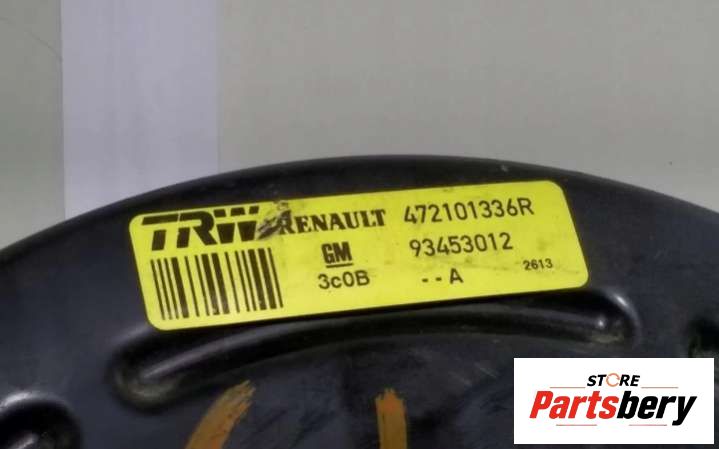 TRW RENAULT 472101336R
GM 93453012
3c0B --A 2613
STORE
Partsbery